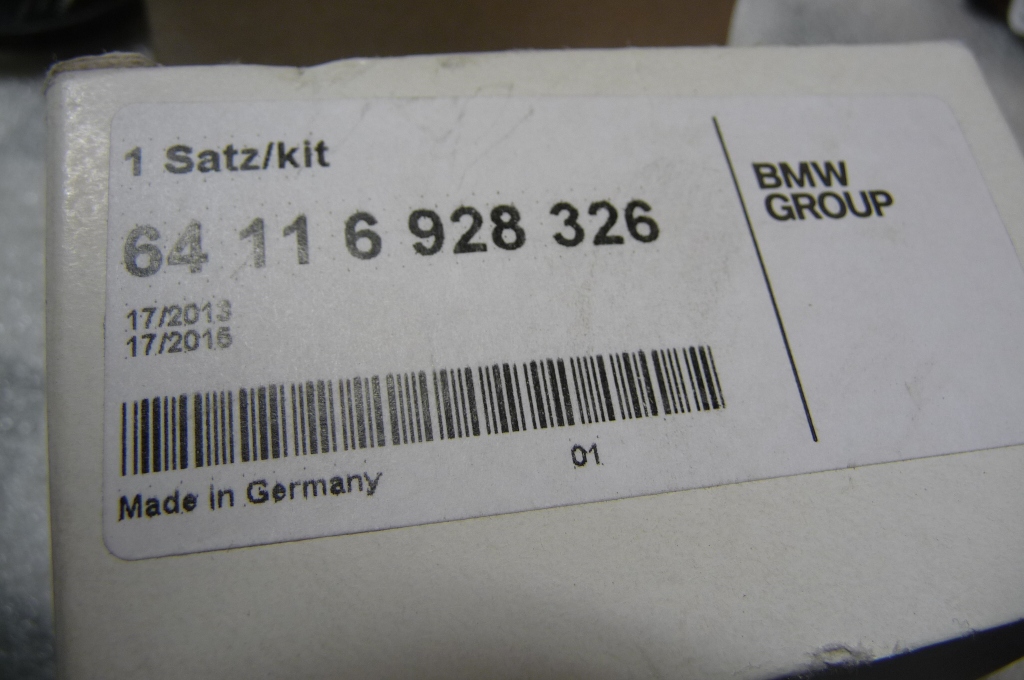 1 Satz/kit
64 11 6 928 326
17/2013
17/2015
01
Made in Germany
BMW
GROUP